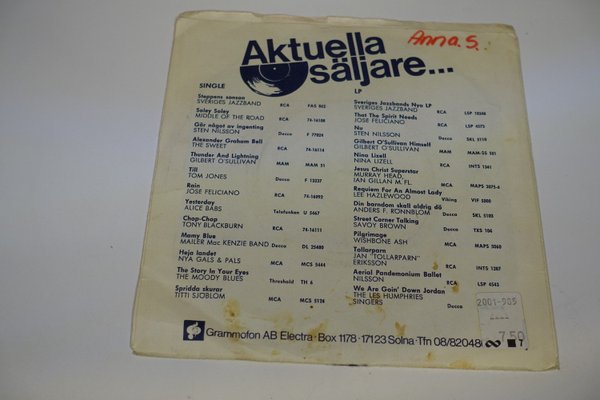 Aktuella
säljare...
Anna.S.
SINGLE
Steppens sonson
SVERIGES JAZZBAND RCA FAS 802
Soley Soley
MIDDLE OF THE ROAD RCA 74-16108
Gör något av ingenting
STEN NILSSON Decca F 77024
Alexander Graham Bell
THE SWEET RCA 74-16114
Thunder And Lightning
GILBERT O'SULLIVAN MAM MAM 51
Till
TOM JONES Decca F 13237
Rain
JOSE FELICIANO RCA 74-16092
Yesterday
ALICE BABS Telefunken U 5667
Chop-Chop
TONY BLACKBURN RCA 74-16111
Mamy Blue
MAILER Mac KENZIE BAND Decca DL 25480
Heja landet
NYA GALS & PALS MCA MCS 5444
The Story In Your Eyes
THE MOODY BLUES Threshold TH 6
Spridda skurar
TITTI SJÖBLOM MCA MCS 5126
LP
Sveriges Jazzbands Nya LP
RCA LSP 10308
That The Spirit Needs
JOSE FELICIANO RCA LSP 4573
Nu
STEN NILSSON Decca SKL 5110
Gilbert O'Sullivan Himself
GILBERT O'SULLIVAN MAM MAM-SS 501
Nina Lizell
NINA LIZELL RCA INTS 1341
Jesus Christ Superstar
MURRAY HEAD,
IAN GILLAN M. FL. MCA MAPS 2075-6
Requiem For An Almost Lady
LEE HAZLEWOOD Viking VIF 5000
Din barndom skall aldrig dö
ANDERS F. RÖNNBLOM Decca SKL 5103
Street Corner Talking
SAVOY BROWN Decca TXS 104
Pilgrimage
WISHBONE ASH MCA MAPS 5060
Tollarparn
JAN "TOLLARPARN"
ERIKSSON RCA INTS 1287
Aerial Pandemonium Ballet
NILSSON RCA LSP 4543
We Are Goin' Down Jordan
THE LES HUMPHRIES
SINGERS Decca
2001-985
7.50
Grammofon AB Electra · Box 1178 · 17123 Solna · Tfn 08/820480